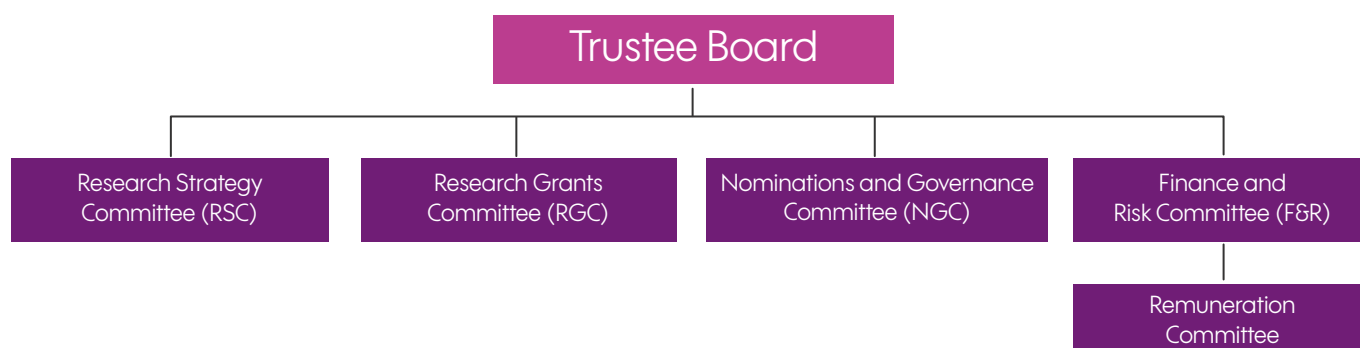 Trustee Board
Research Strategy
Committee (RSC)
Research Grants
Committee (RGC)
Nominations and Governance
Committee (NGC)
Finance and
Risk Committee (F&R)
Remuneration
Committee